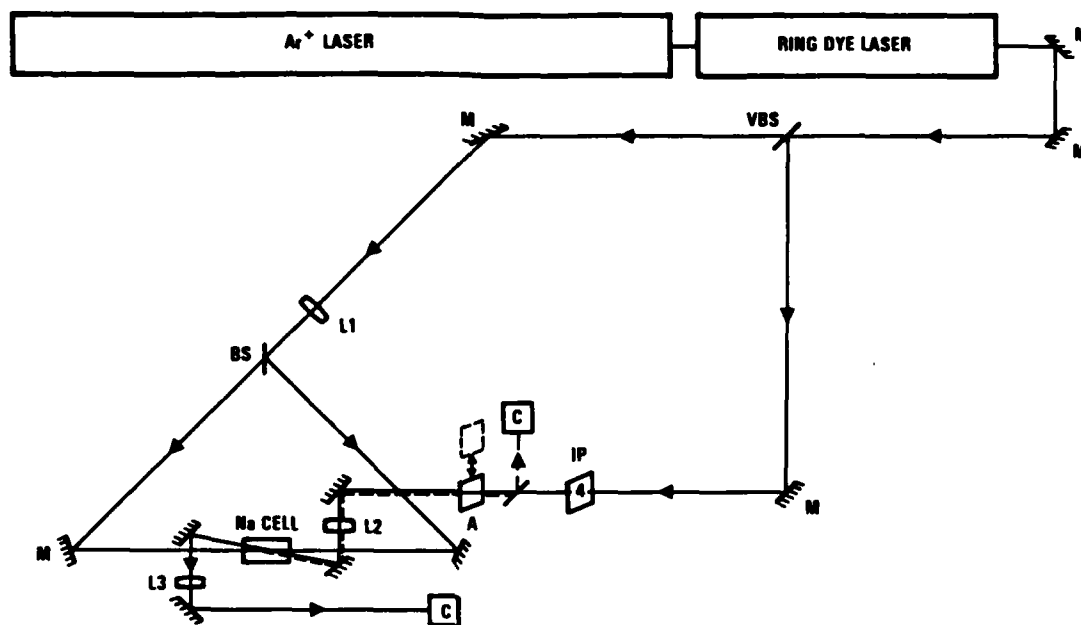 Ar+ LASER
RING DYE LASER
M
M
VBS
M
L1
BS
C
IP
4
A
M
Na CELL
L2
M
L3
C